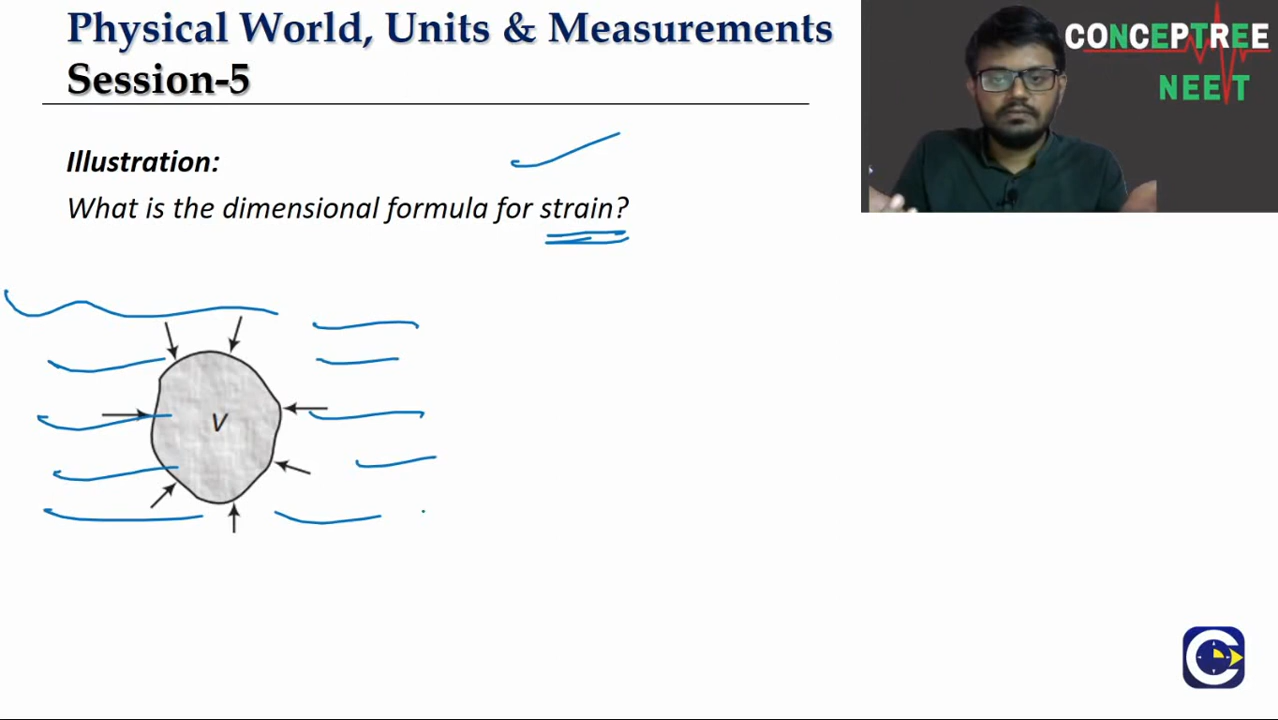 Physical World, Units & Measurements
Session-5
CONCEPTREE
NEET
Illustration:
What is the dimensional formula for strain?
V